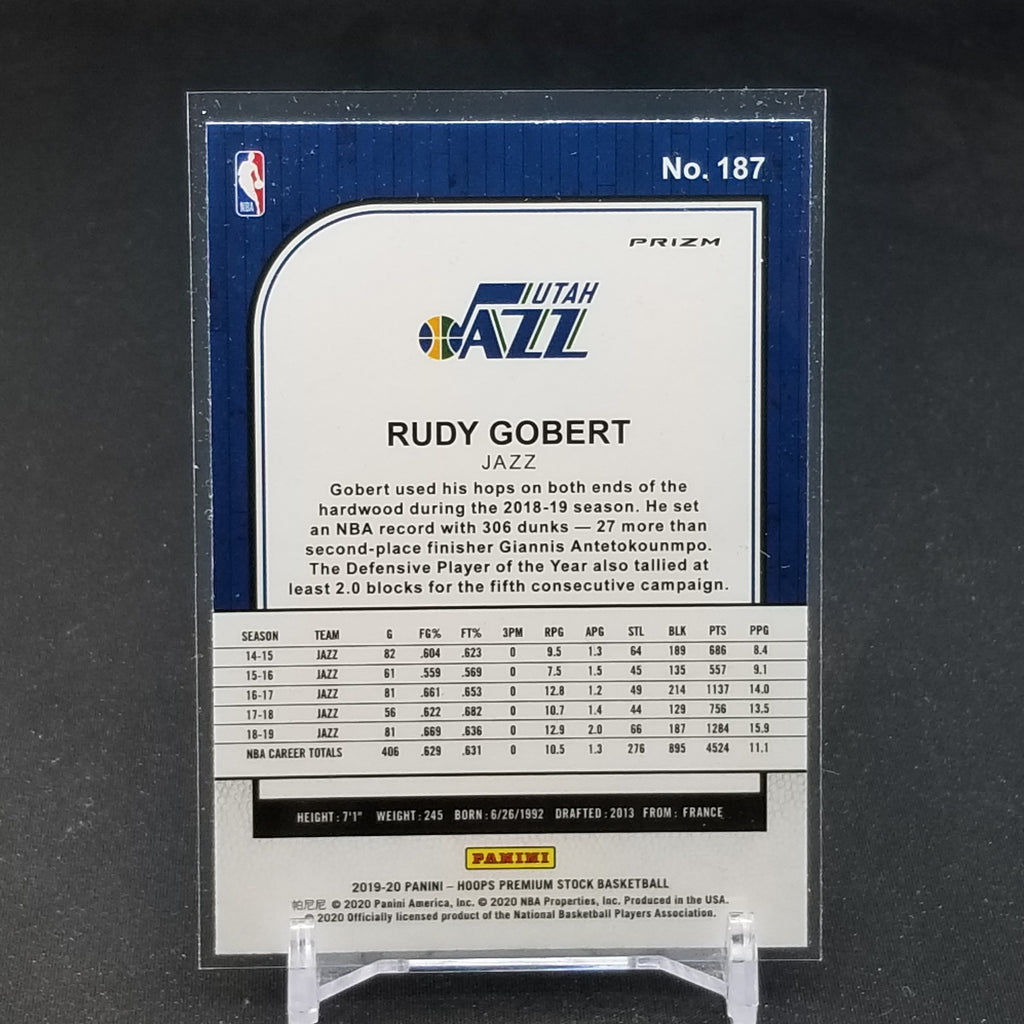 NBA
No. 187
PRIZM
UTAH
JAZZ
RUDY GOBERT
JAZZ
Gobert used his hops on both ends of the
hardwood during the 2018-19 season. He set
an NBA record with 306 dunks — 27 more than
second-place finisher Giannis Antetokounmpo.
The Defensive Player of the Year also tallied at
least 2.0 blocks for the fifth consecutive campaign.
SEASON TEAM G FG% FT% 3PM RPG APG STL BLK PTS PPG
14-15 JAZZ 82 .604 .623 0 9.5 1.3 64 189 686 8.4
15-16 JAZZ 61 .559 .569 0 7.5 1.5 45 135 557 9.1
16-17 JAZZ 81 .661 .653 0 12.8 1.2 49 214 1137 14.0
17-18 JAZZ 56 .622 .682 0 10.7 1.4 44 129 756 13.5
18-19 JAZZ 81 .669 .636 0 12.9 2.0 66 187 1284 15.9
NBA CAREER TOTALS 406 .629 .631 0 10.5 1.3 276 895 4524 11.1
HEIGHT: 7'1" WEIGHT: 245 BORN: 6/26/1992 DRAFTED: 2013 FROM: FRANCE
PANINI
2019-20 PANINI – HOOPS PREMIUM STOCK BASKETBALL
帕尼尼 © 2020 Panini America, Inc. © 2020 NBA Properties, Inc. Produced in the USA.
© 2020 Officially licensed product of the National Basketball Players Association.